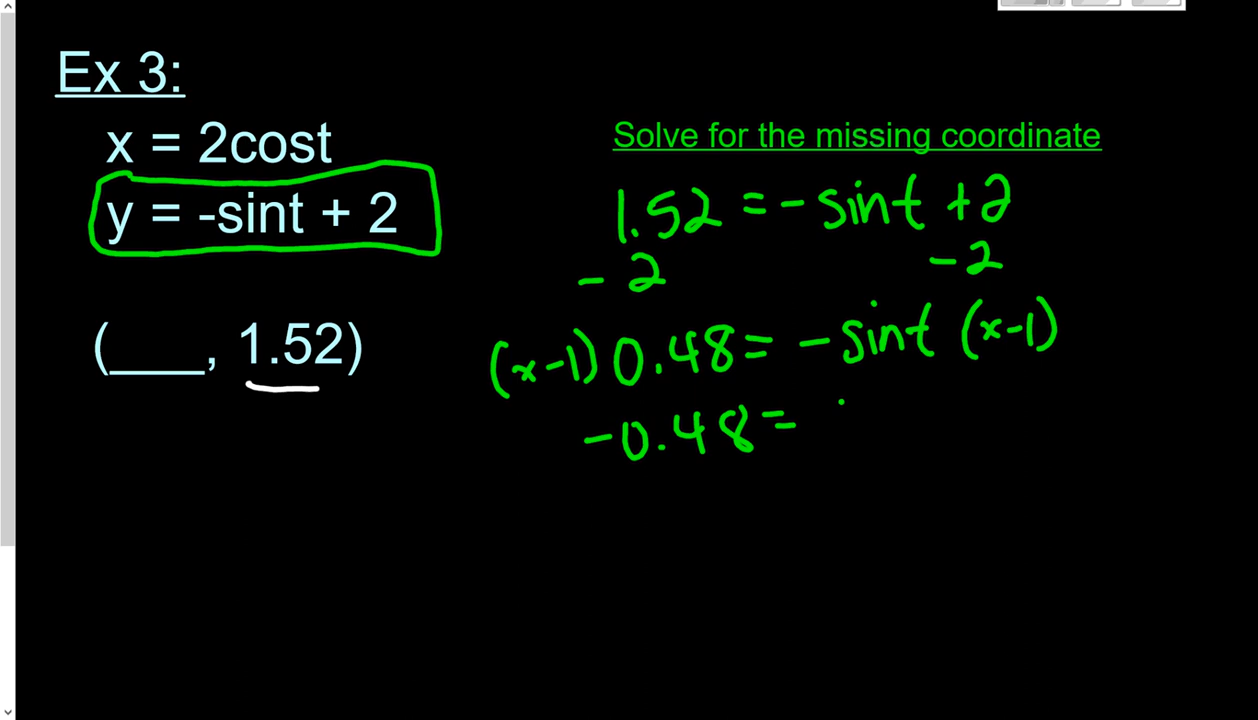 Ex 3:
x = 2cost
y = -sint + 2
(___, 1.52)
Solve for the missing coordinate
1.52 = -sint +2
-2 -2
(x-1) 0.48 = -sint (x-1)
-0.48 =